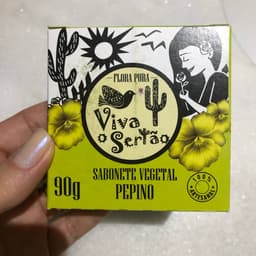 FLORA PURA
Viva
o Sertão
SABONETE VEGETAL
PEPINO
90g
100%
ARTESANAL